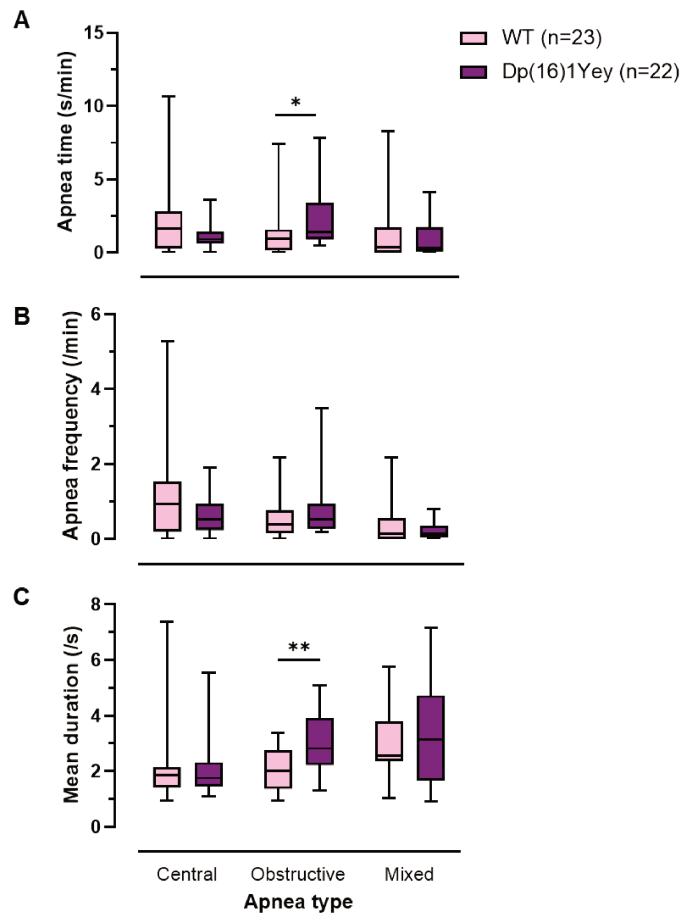 A
Apnea time (s/min)
15
10
5
0
*
WT (n=23)
Dp(16)1Yey (n=22)
B
Apnea frequency (/min)
6
4
2
0
C
Mean duration (/s)
8
6
4
2
0
**
Central Obstructive Mixed
Apnea type